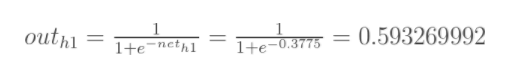 out_{h1} = \frac{1}{1+e^{-net_{h1}}} = \frac{1}{1+e^{-0.3775}} = 0.593269992